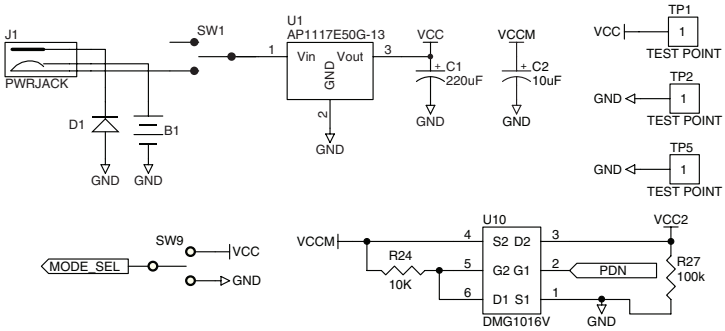 J1
PWRJACK
SW1
D1
B1
GND
GND
U1
AP1117E50G-13
1
Vin
Vout
3
GND
2
GND
VCC
+
C1
220uF
GND
VCCM
+
C2
10uF
GND
TP1
VCC
1
TEST POINT
TP2
GND
1
TEST POINT
TP5
GND
1
TEST POINT
SW9
VCC
MODE_SEL
GND
U10
VCC2
VCCM
4
S2 D2
3
R24
10K
5
G2 G1
2
PDN
R27
100k
6
D1 S1
1
GND
DMG1016V